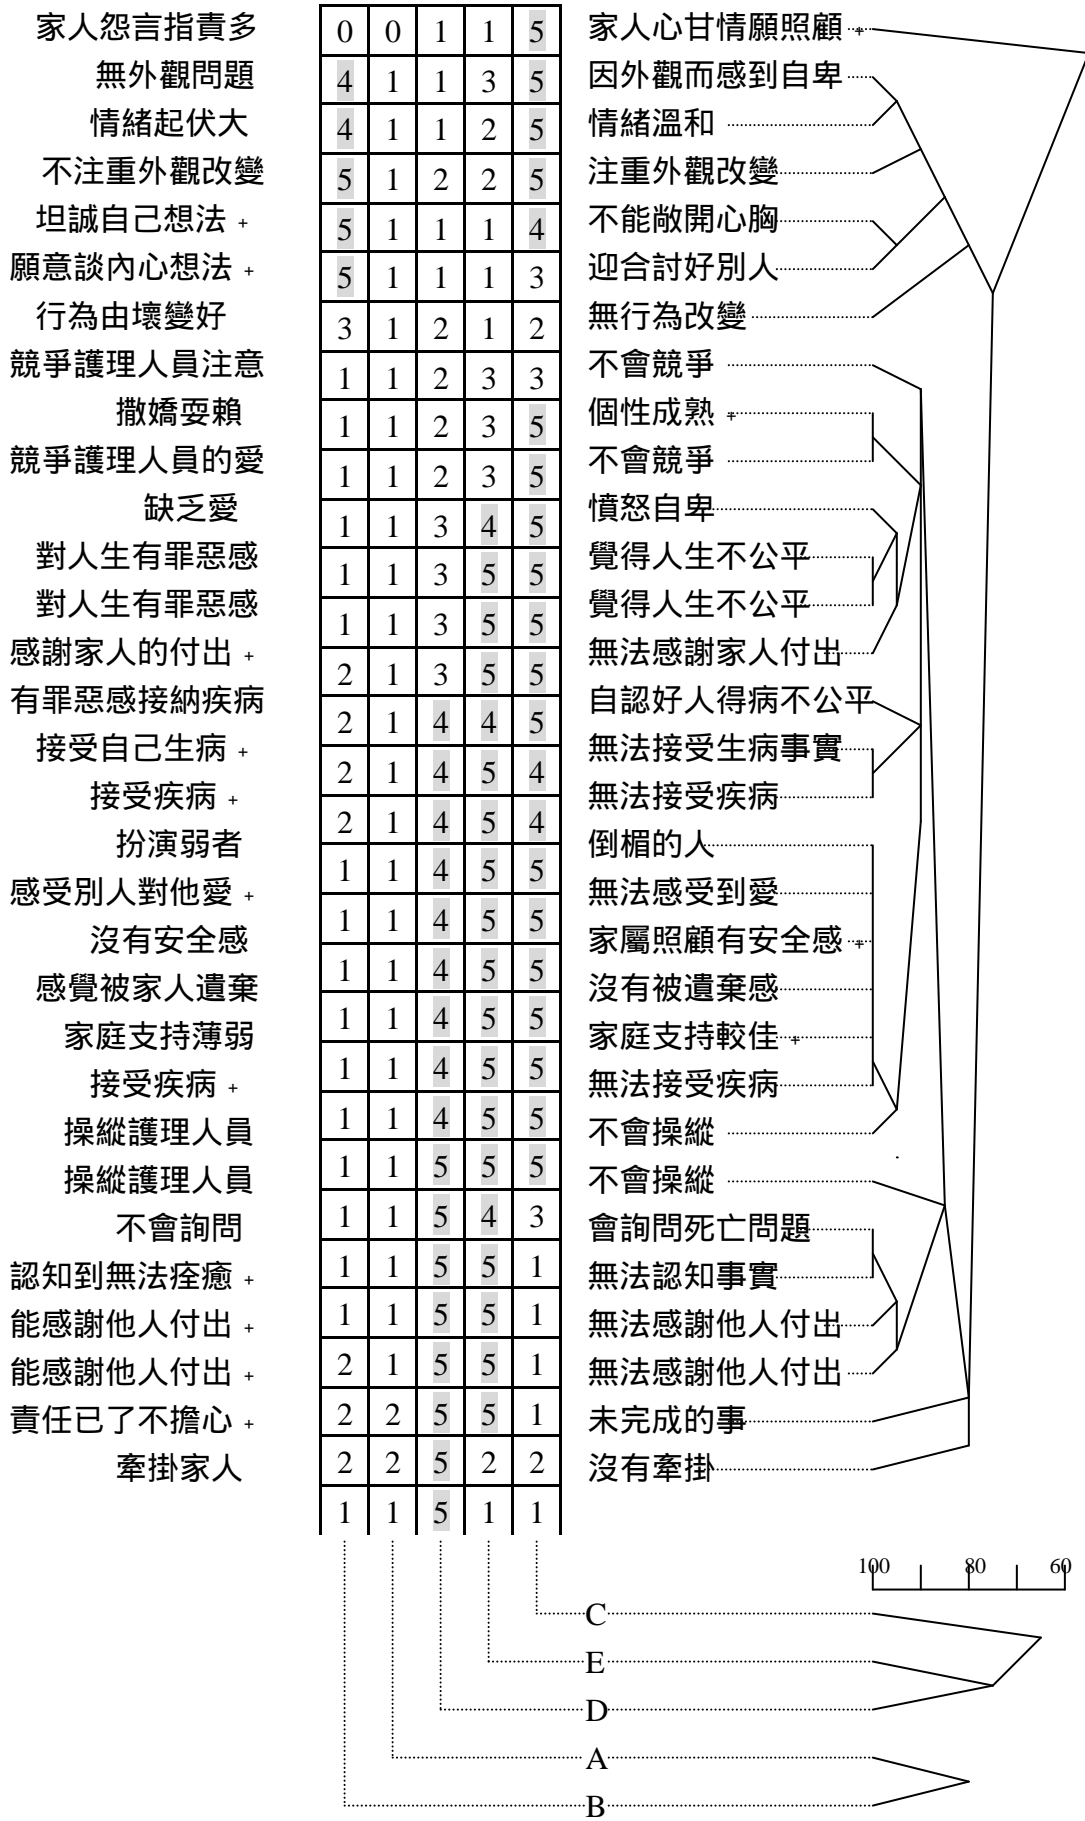 家人怨言指責多 0 0 1 1 5 家人心甘情願照顧 +
無外觀問題 4 1 1 3 5 因外觀而感到自卑
情緒起伏大 4 1 1 2 5 情緒溫和
不注重外觀改變 5 1 2 2 5 注重外觀改變
坦誠自己想法 + 5 1 1 1 4 不能敞開心胸
願意談內心想法 + 5 1 1 1 3 迎合討好別人
行為由壞變好 3 1 2 1 2 無行為改變
競爭護理人員注意 1 1 2 3 3 不會競爭
撒嬌耍賴 1 1 2 3 5 個性成熟 +
競爭護理人員的愛 1 1 2 3 5 不會競爭
缺乏愛 1 1 3 4 5 憤怒自卑
對人生有罪惡感 1 1 3 5 5 覺得人生不公平
對人生有罪惡感 1 1 3 5 5 覺得人生不公平
感謝家人的付出 + 2 1 3 5 5 無法感謝家人付出
有罪惡感接納疾病 2 1 4 4 5 自認好人得病不公平
接受自己生病 + 2 1 4 5 4 無法接受生病事實
接受疾病 + 2 1 4 5 4 無法接受疾病
扮演弱者 1 1 4 5 5 倒楣的人
感受別人對他愛 + 1 1 4 5 5 無法感受到愛
沒有安全感 1 1 4 5 5 家屬照顧有安全感 +
感覺被家人遺棄 1 1 4 5 5 沒有被遺棄感
家庭支持薄弱 1 1 4 5 5 家庭支持較佳 +
接受疾病 + 1 1 4 5 5 無法接受疾病
操縱護理人員 1 1 5 5 5 不會操縱
操縱護理人員 1 1 5 4 3 不會操縱
不會詢問 1 1 5 5 1 會詢問死亡問題
認知到無法痊癒 + 1 1 5 5 1 無法認知事實
能感謝他人付出 + 2 1 5 5 1 無法感謝他人付出
能感謝他人付出 + 2 2 5 5 1 無法感謝他人付出
責任已了不擔心 + 2 2 5 2 2 未完成的事
牽掛家人 1 1 5 1 1 沒有牽掛
100 80 60
C
E
D
A
B